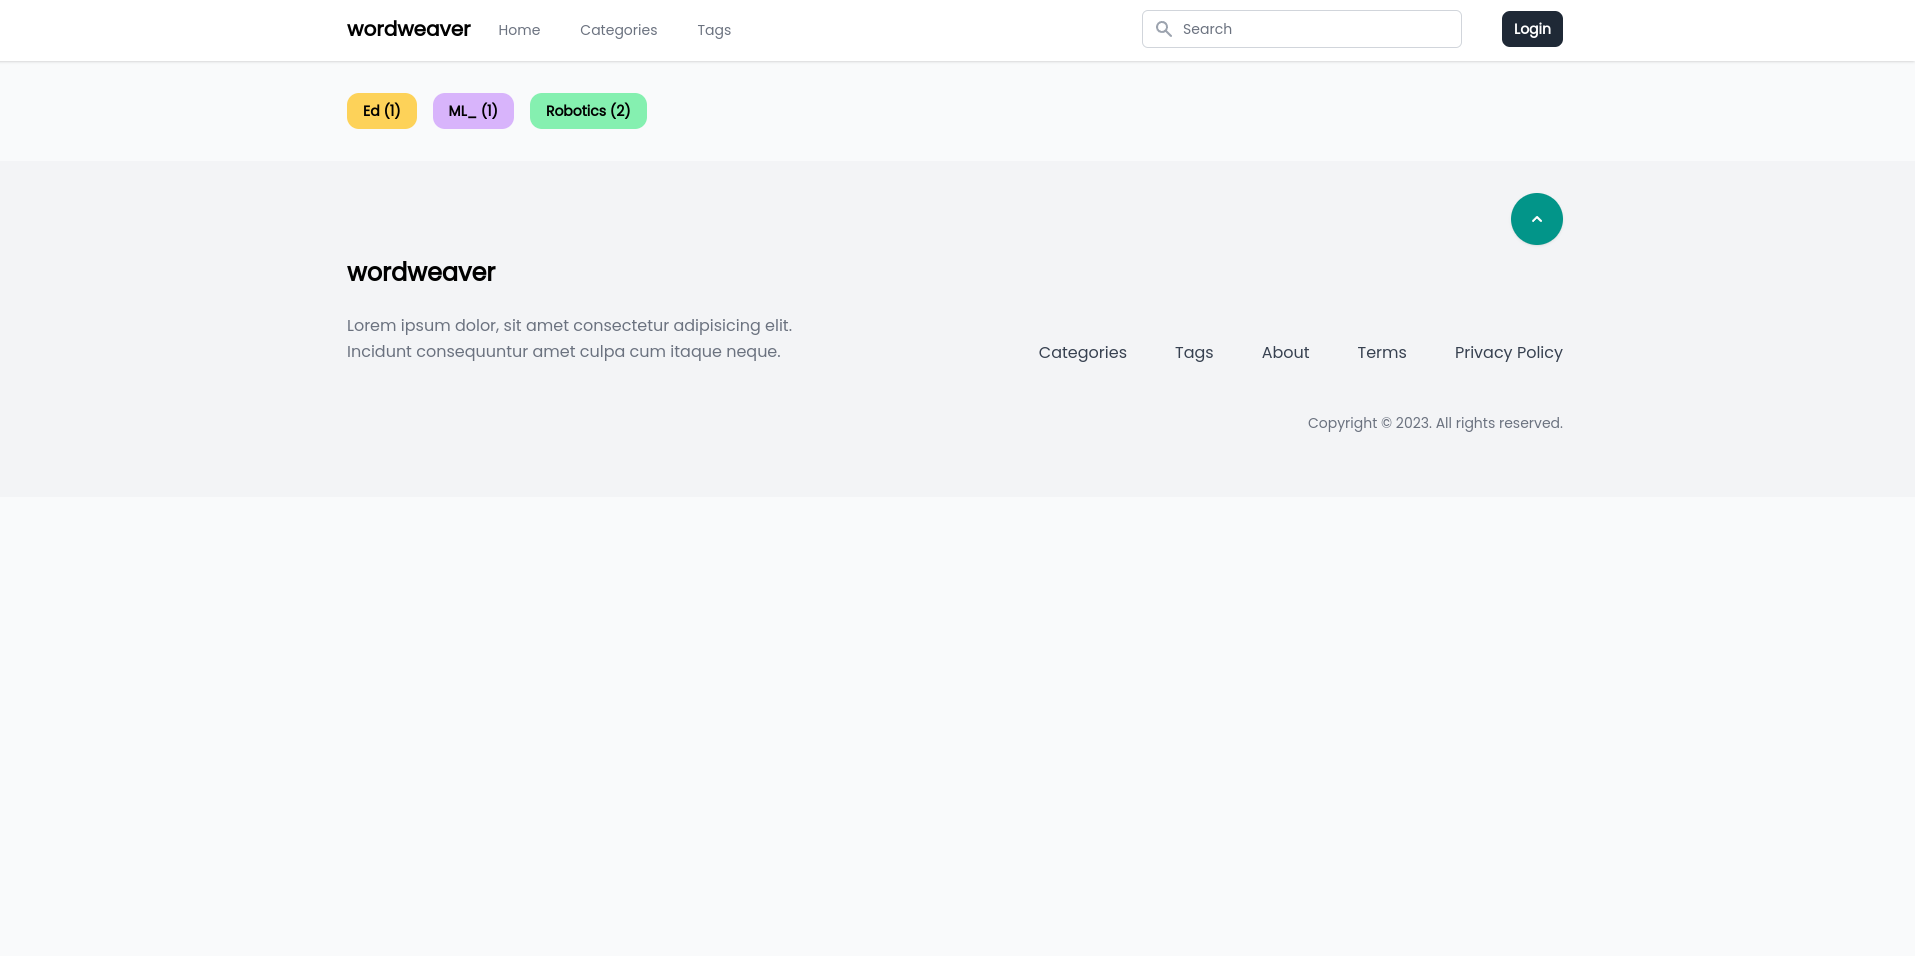 wordweaver Home Categories Tags Search Login
Ed (1) ML_ (1) Robotics (2)
wordweaver
Lorem ipsum dolor, sit amet consectetur adipisicing elit.
Incidunt consequuntur amet culpa cum itaque neque.
Categories Tags About Terms Privacy Policy
Copyright © 2023. All rights reserved.